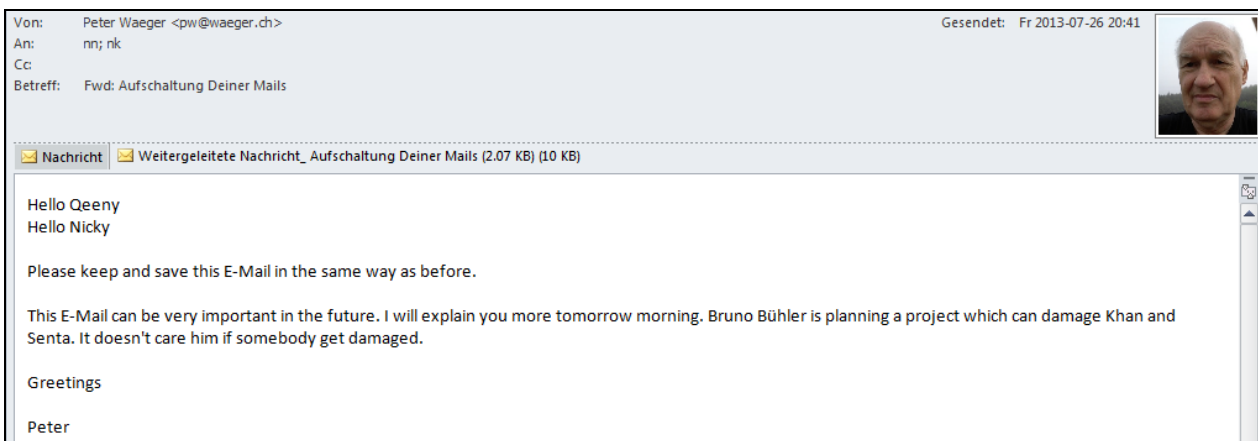 Von: Peter Waeger <pw@waeger.ch> Gesendet: Fr 2013-07-26 20:41
An: nn; nk
Cc:
Betreff: Fwd: Aufschaltung Deiner Mails
Nachricht Weitergeleitete Nachricht_ Aufschaltung Deiner Mails (2.07 KB) (10 KB)
Hello Qeeny
Hello Nicky
Please keep and save this E-Mail in the same way as before.
This E-Mail can be very important in the future. I will explain you more tomorrow morning. Bruno Bühler is planning a project which can damage Khan and
Senta. It doesn't care him if somebody get damaged.
Greetings
Peter